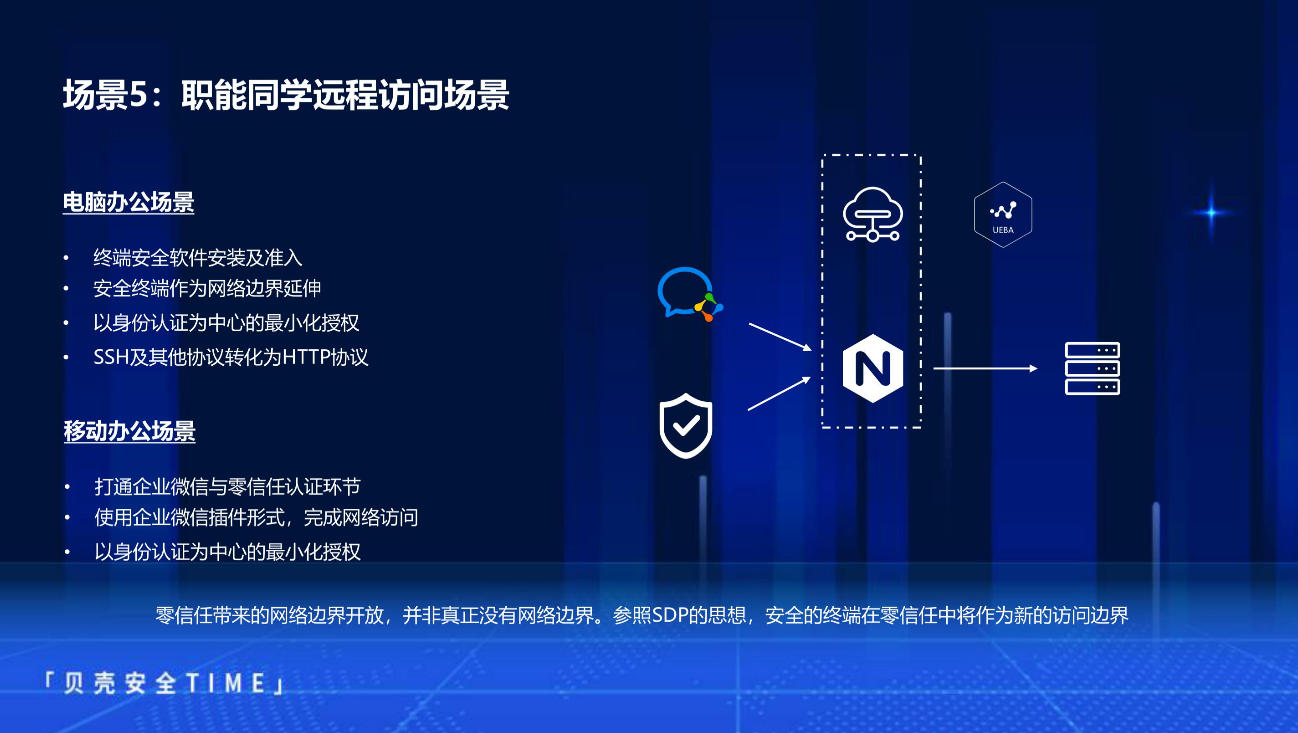 场景5：职能同学远程访问场景
电脑办公场景
• 终端安全软件安装及准入
• 安全终端作为网络边界延伸
• 以身份认证为中心的最小化授权
• SSH及其他协议转化为HTTP协议
移动办公场景
• 打通企业微信与零信任认证环节
• 使用企业微信插件形式，完成网络访问
• 以身份认证为中心的最小化授权
UEBA
N
零信任带来的网络边界开放，并非真正没有网络边界。参照SDP的思想，安全的终端在零信任中将作为新的访问边界
「贝壳安全TIME」